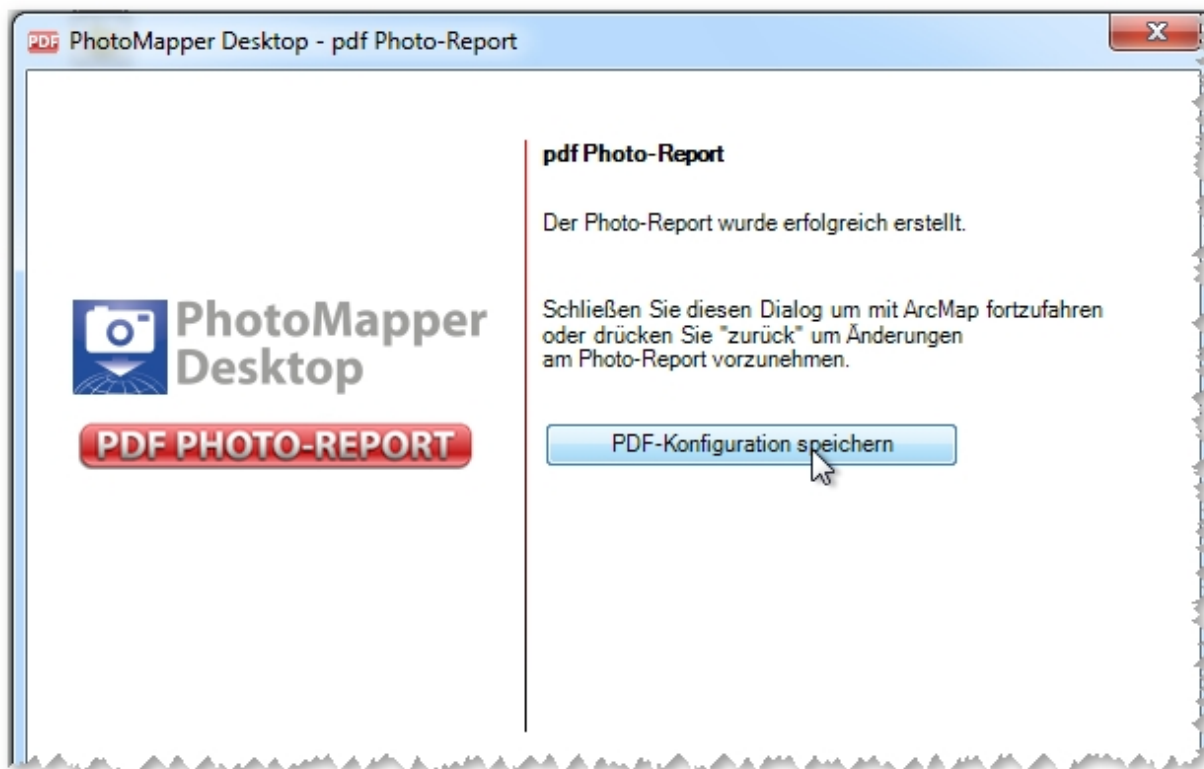 PDF PhotoMapper Desktop - pdf Photo-Report
pdf Photo-Report
Der Photo-Report wurde erfolgreich erstellt.
Schließen Sie diesen Dialog um mit ArcMap fortzufahren
oder drücken Sie "zurück" um Änderungen
am Photo-Report vorzunehmen.
PhotoMapper
Desktop
PDF PHOTO-REPORT
PDF-Konfiguration speichern